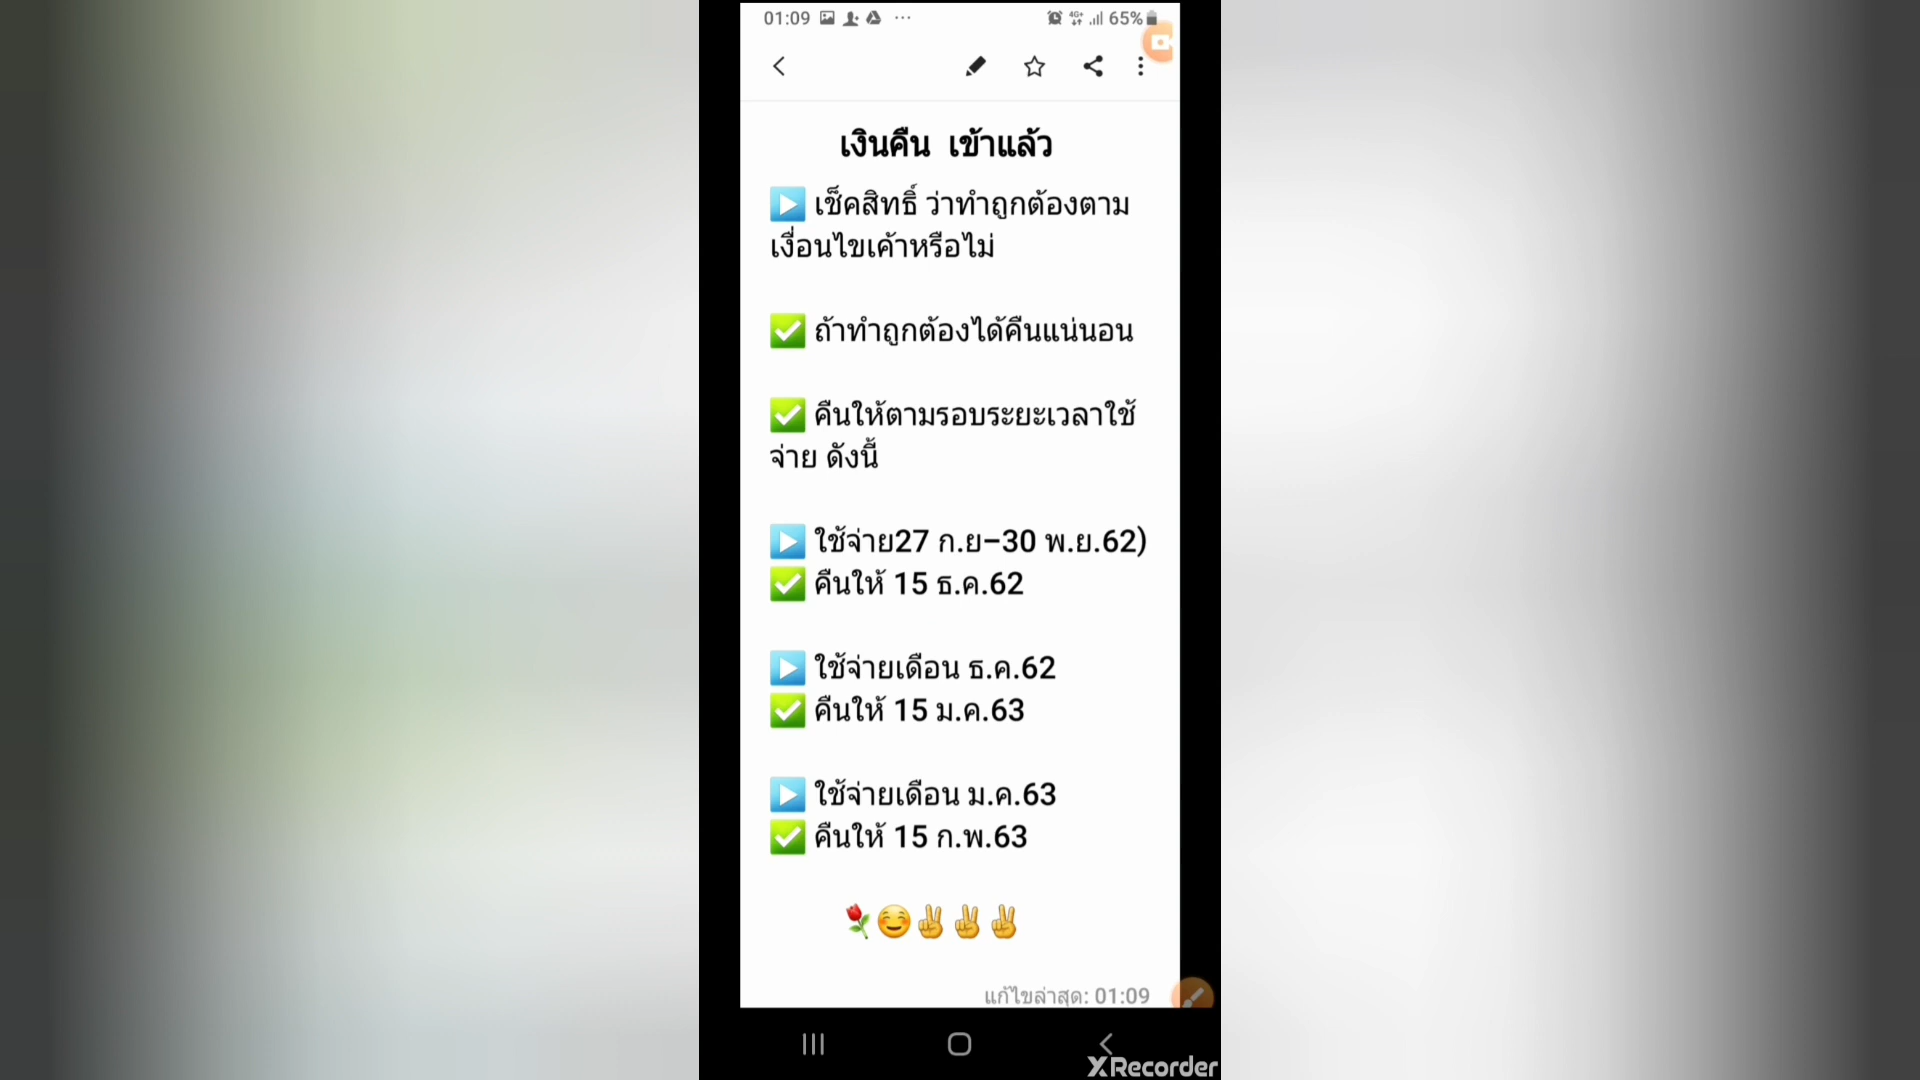 01:09 4G+ 65%
เงินคืน เข้าแล้ว
▶️ เช็คสิทธิ์ ว่าทำถูกต้องตาม
เงื่อนไขเค้าหรือไม่
✅ ถ้าทำถูกต้องได้คืนแน่นอน
✅ คืนให้ตามรอบระยะเวลาใช้
จ่าย ดังนี้
▶️ ใช้จ่าย27 ก.ย–30 พ.ย.62)
✅ คืนให้ 15 ธ.ค.62
▶️ ใช้จ่ายเดือน ธ.ค.62
✅ คืนให้ 15 ม.ค.63
▶️ ใช้จ่ายเดือน ม.ค.63
✅ คืนให้ 15 ก.พ.63
🌹☺️✌️✌️✌️
แก้ไขล่าสุด: 01:09
XRecorder